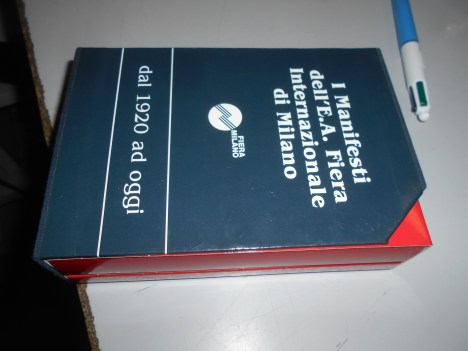 I Manifesti
dell'E.A. Fiera
Internazionale
di Milano
FIERA
MILANO
dal 1920 ad oggi